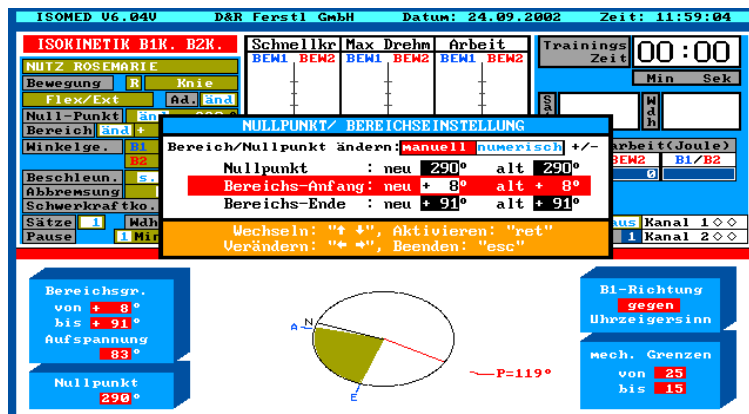 ISOMED V6.04V D&R Ferstl GmbH Datum: 24.09.2002 Zeit: 11:59:04
ISOKINETIK B1K. B2K.
Schnellkr Max Drehm Arbeit
BEW1 BEW2 BEW1 BEW2 BEW1 BEW2
Trainings
Zeit 00:00
Min Sek
NUTZ ROSEMARIE
Bewegung R Knie
Flex/Ext Ad. änd
Null-Punkt
Bereich änd +
Winkelge. B1
B2
Beschleun. s.
Abbremsung
Schwerkraftko.
Sätze 1 Wdh
Pause 1 Min
W
d
h
arbeit(Joule)
BEW2 B1/B2
0
aus Kanal 1◇◇
1 Kanal 2◇◇
NULLPUNKT/ BEREICHSEINSTELLUNG
Bereich/Nullpunkt ändern: manuell numerisch +/-
Nullpunkt : neu 290° alt 290°
Bereichs-Anfang: neu + 8° alt + 8°
Bereichs-Ende : neu + 91° alt + 91°
Wechseln: "↑ ↓", Aktivieren: "ret"
Verändern: "← →", Beenden: "esc"
Bereichsgr.
von + 8°
bis + 91°
Aufspannung
83°
Nullpunkt
290°
N
A
E
P=119°
B1-Richtung
gegen
Uhrzeigersinn
mech. Grenzen
von 25
bis 15